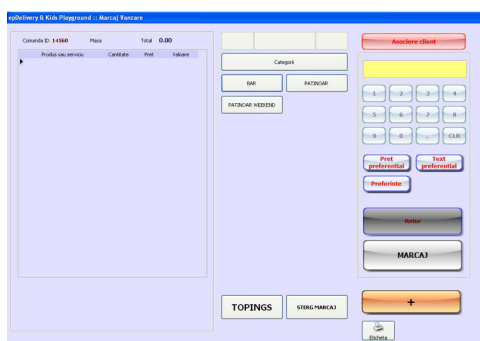 epDelivery & Kids Playground :: Marcaj Vanzare
Comanda ID 14560 Masa Total 0.00
Produs sau serviciu Cantitate Pret Valoare
Categorii
BAR PATINOAR
PATINOAR WEEKEND
TOPINGS STERG MARCAJ
Asociere client
1 2 3 4
5 6 7 8
9 0 . CLR
Pret preferential Text preferential
Preferinte
Retur
MARCAJ
+
Eticheta